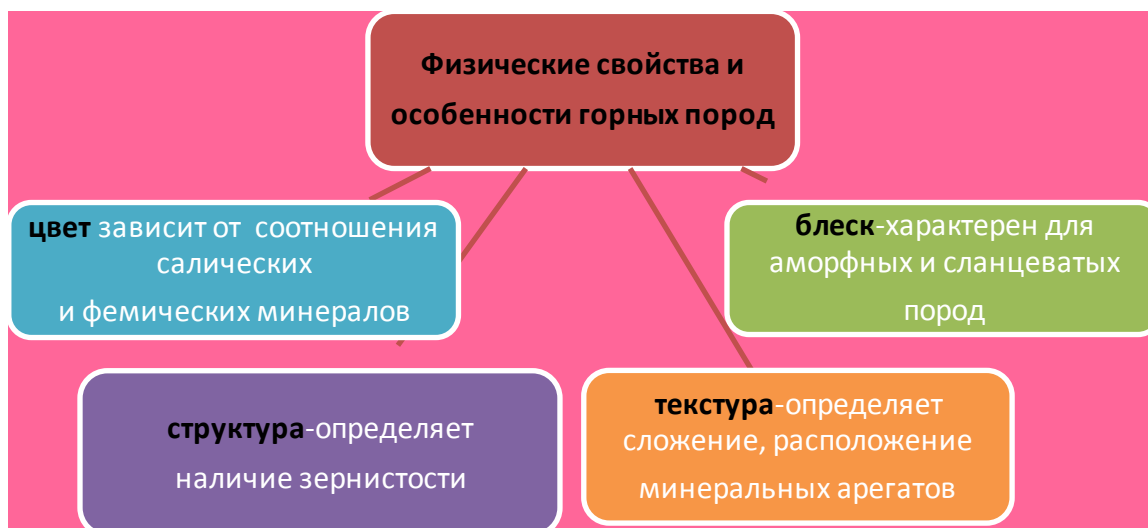 Физические свойства и
особенности горных пород
цвет зависит от соотношения
салических
и фемических минералов
блеск-характерен для
аморфных и сланцеватых
пород
структура-определяет
наличие зернистости
текстура-определяет
сложение, расположение
минеральных арегатов